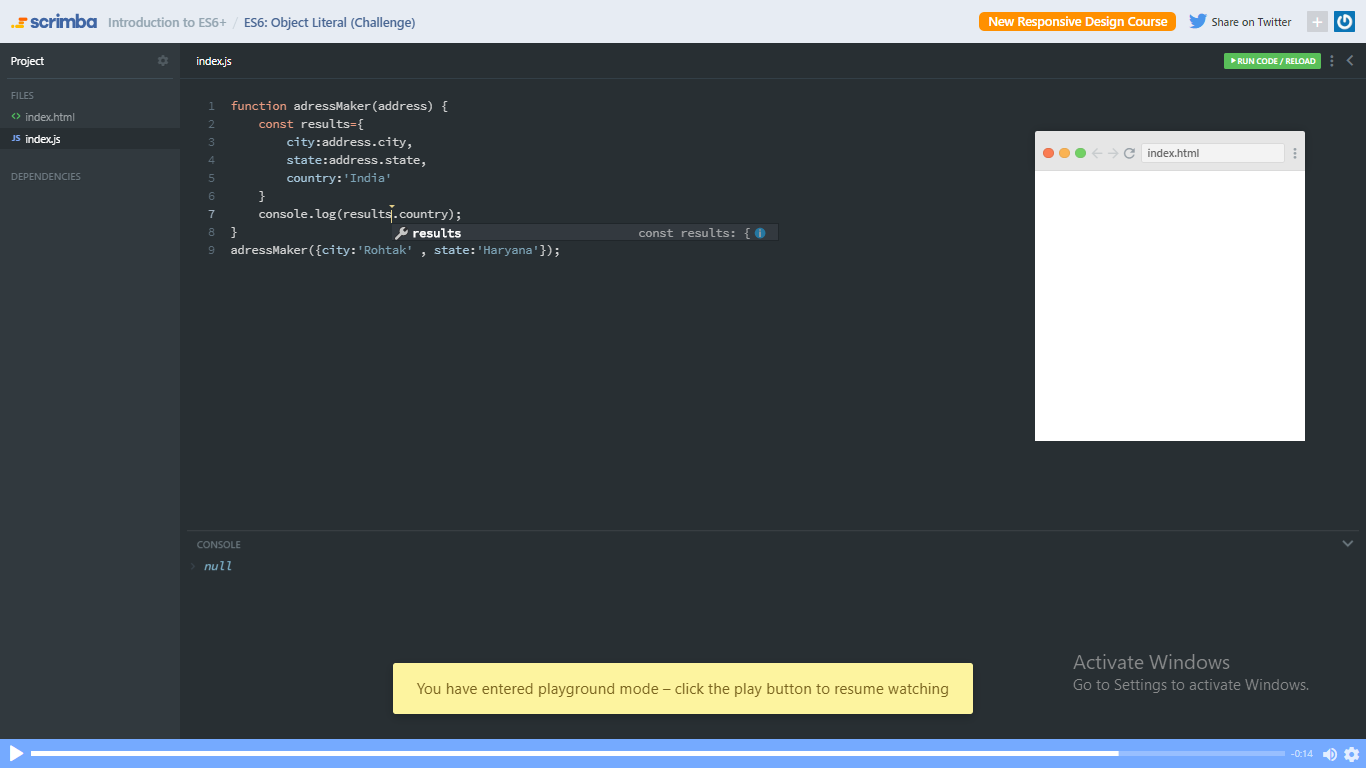 scrimba Introduction to ES6+ / ES6: Object Literal (Challenge) New Responsive Design Course Share on Twitter +
Project index.js RUN CODE / RELOAD
FILES
<> index.html
JS index.js
DEPENDENCIES
1 function adressMaker(address) {
2 const results={
3 city:address.city,
4 state:address.state,
5 country:'India'
6 }
7 console.log(results.country);
8 }
results const results: {
9 adressMaker({city:'Rohtak' , state:'Haryana'});
index.html
CONSOLE
> null
You have entered playground mode – click the play button to resume watching
Activate Windows
Go to Settings to activate Windows.
-0:14